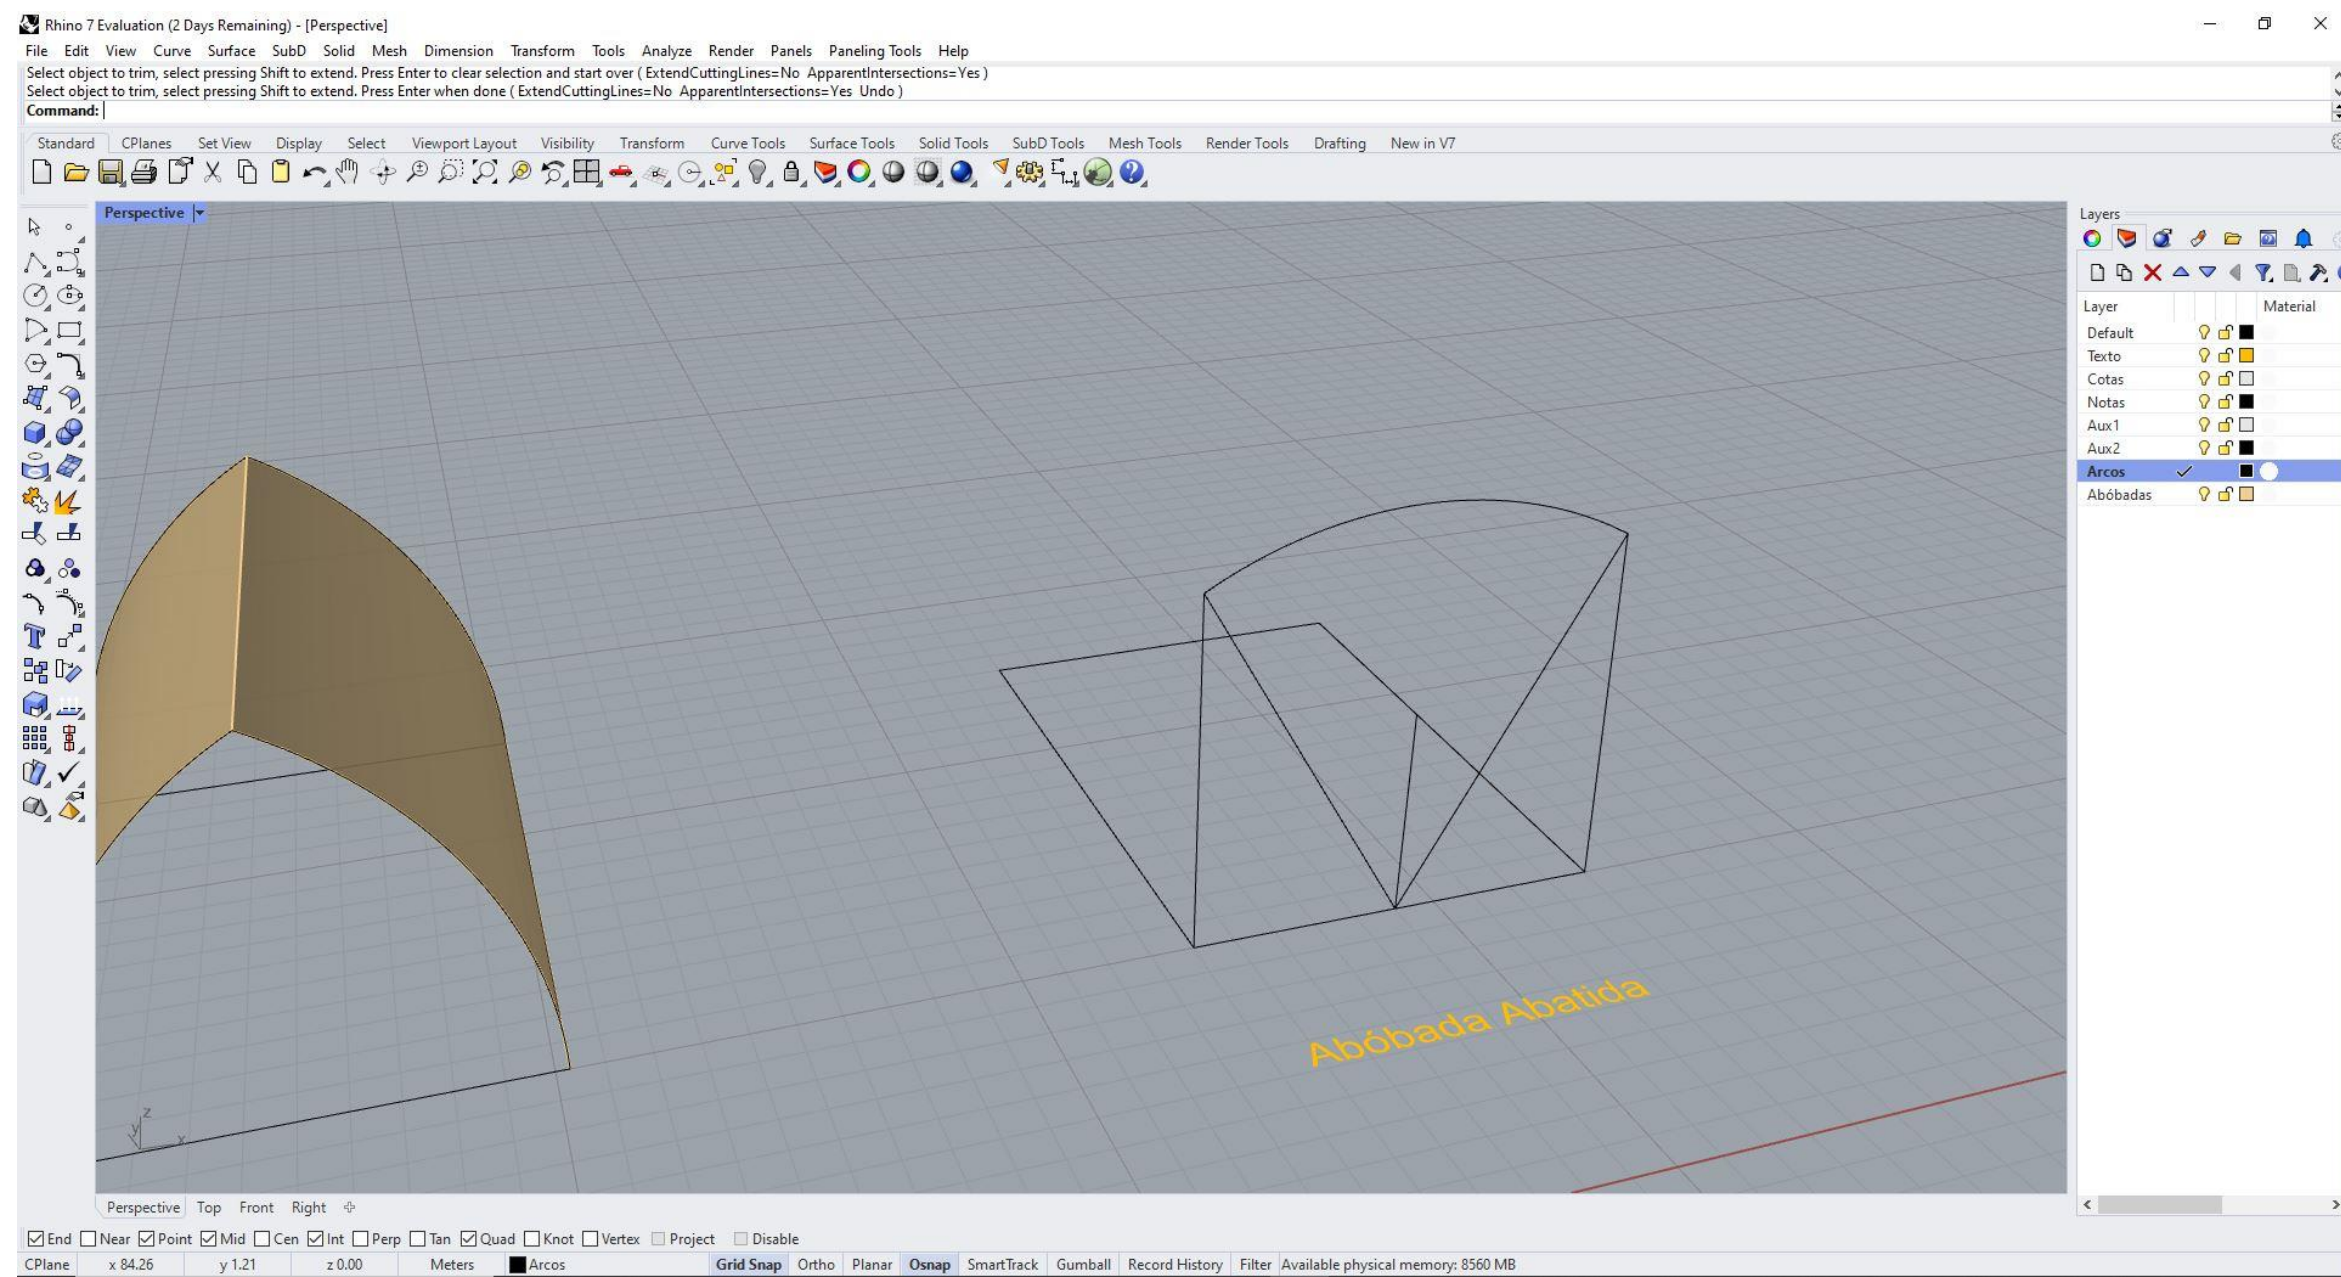 Rhino 7 Evaluation (2 Days Remaining) - [Perspective]
File Edit View Curve Surface SubD Solid Mesh Dimension Transform Tools Analyze Render Panels Paneling Tools Help
Select object to trim, select pressing Shift to extend. Press Enter to clear selection and start over ( ExtendCuttingLines=No ApparentIntersections=Yes )
Select object to trim, select pressing Shift to extend. Press Enter when done ( ExtendCuttingLines=No ApparentIntersections=Yes Undo )
Command:
Standard CPlanes Set View Display Select Viewport Layout Visibility Transform Curve Tools Surface Tools Solid Tools SubD Tools Mesh Tools Render Tools Drafting New in V7
Perspective
Layers
Layer Material
Default
Texto
Cotas
Notas
Aux1
Aux2
Arcos
Abóbadas
Abóbada Abatida
z
y
x
Perspective Top Front Right
End Near Point Mid Cen Int Perp Tan Quad Knot Vertex Project Disable
CPlane x 84.26 y 1.21 z 0.00 Meters Arcos Grid Snap Ortho Planar Osnap SmartTrack Gumball Record History Filter Available physical memory: 8560 MB